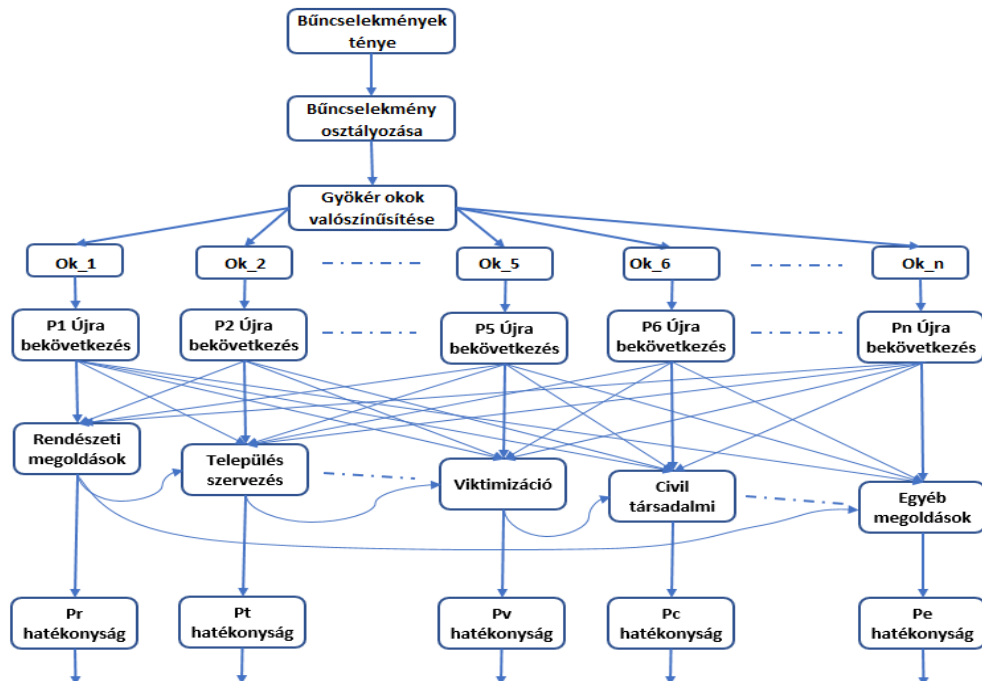 Bűncselekmények
ténye
Bűncselekmény
osztályozása
Gyökér okok
valószínűsítése
Ok_1
Ok_2
Ok_5
Ok_6
Ok_n
P1 Újra
bekövetkezés
P2 Újra
bekövetkezés
P5 Újra
bekövetkezés
P6 Újra
bekövetkezés
Pn Újra
bekövetkezés
Rendészeti
megoldások
Település
szervezés
Viktimizáció
Civil
társadalmi
Egyéb
megoldások
Pr
hatékonyság
Pt
hatékonyság
Pv
hatékonyság
Pc
hatékonyság
Pe
hatékonyság